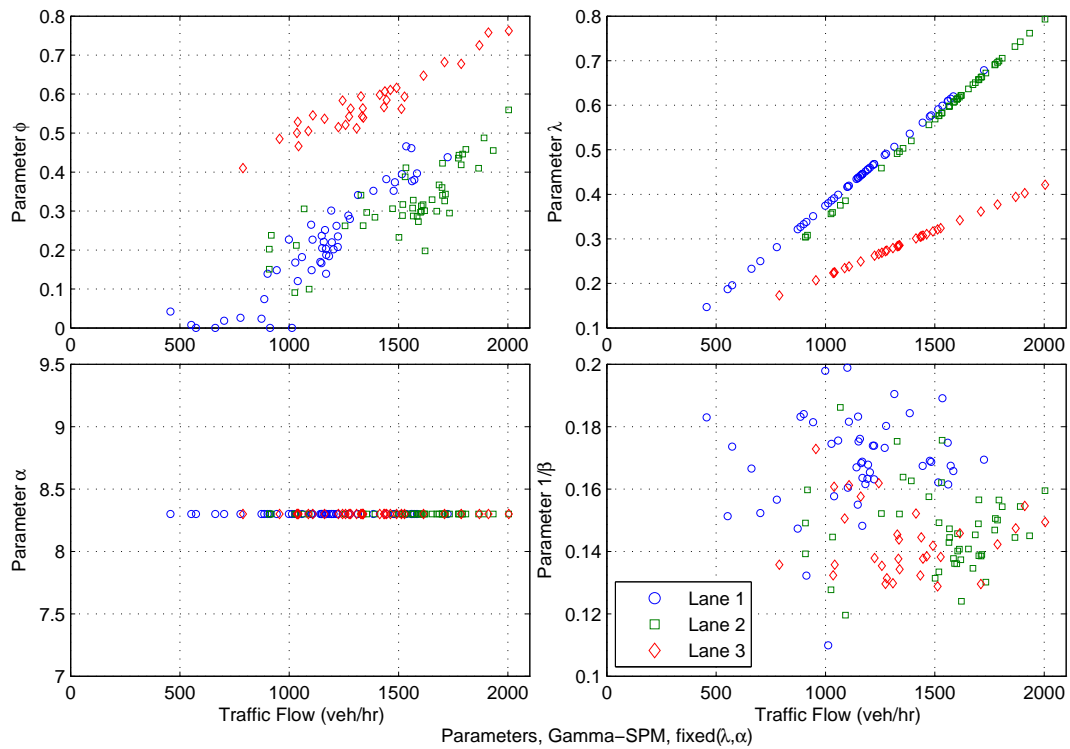 0.8
0.7
0.6
0.5
0.4
0.3
0.2
0.1
0
Parameter φ
0 500 1000 1500 2000
0.8
0.7
0.6
0.5
0.4
0.3
0.2
0.1
Parameter λ
0 500 1000 1500 2000
9.5
9
8.5
8
7.5
7
Parameter α
0 500 1000 1500 2000
Traffic Flow (veh/hr)
0.2
0.18
0.16
0.14
0.12
0.1
Parameter 1/β
Lane 1
Lane 2
Lane 3
0 500 1000 1500 2000
Traffic Flow (veh/hr)
Parameters, Gamma−SPM, fixed(λ,α)